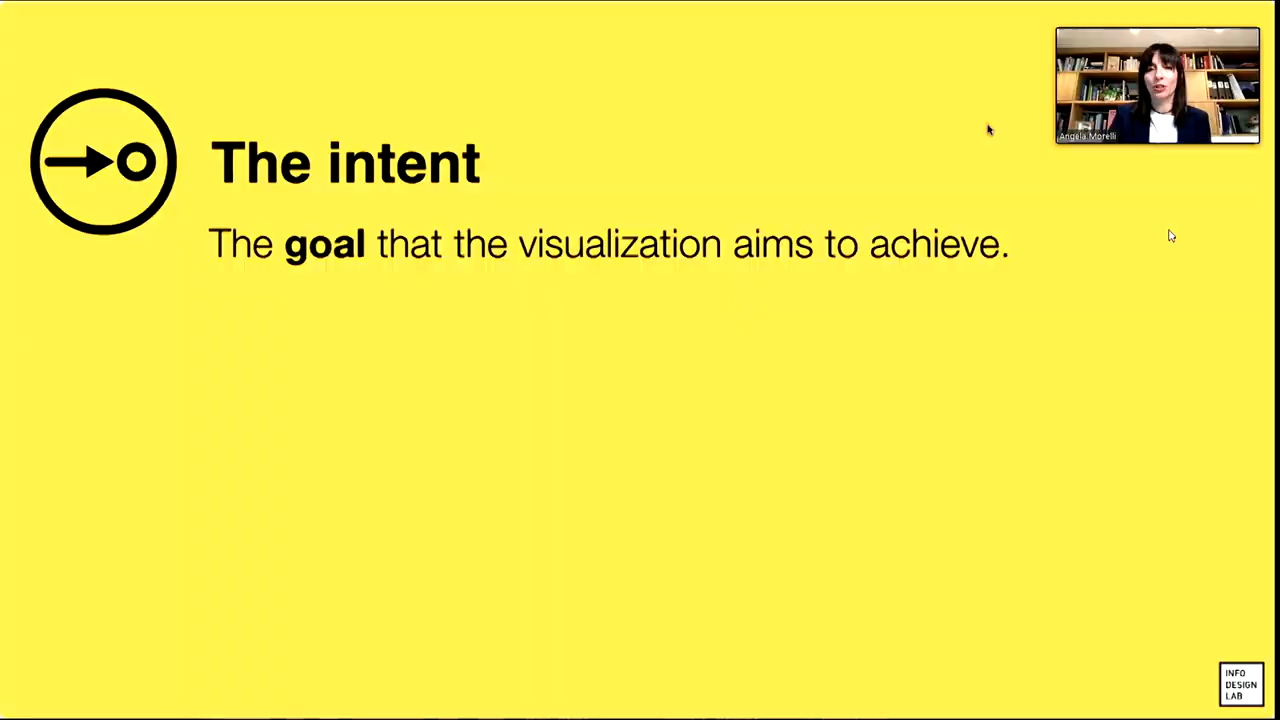 Angela Morelli
The intent
The goal that the visualization aims to achieve.
INFO
DESIGN
LAB